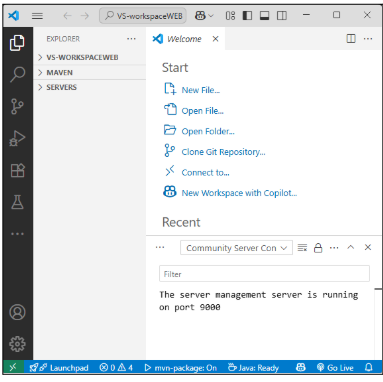 VS-workspaceWEB
EXPLORER
Welcome
VS-WORKSPACEWEB
MAVEN
SERVERS
Start
New File...
Open File...
Open Folder...
Clone Git Repository...
Connect to...
New Workspace with Copilot...
Recent
Community Server Con
Filter
The server management server is running
on port 9000
Launchpad 0 4 mvn-package: On Java: Ready Go Live